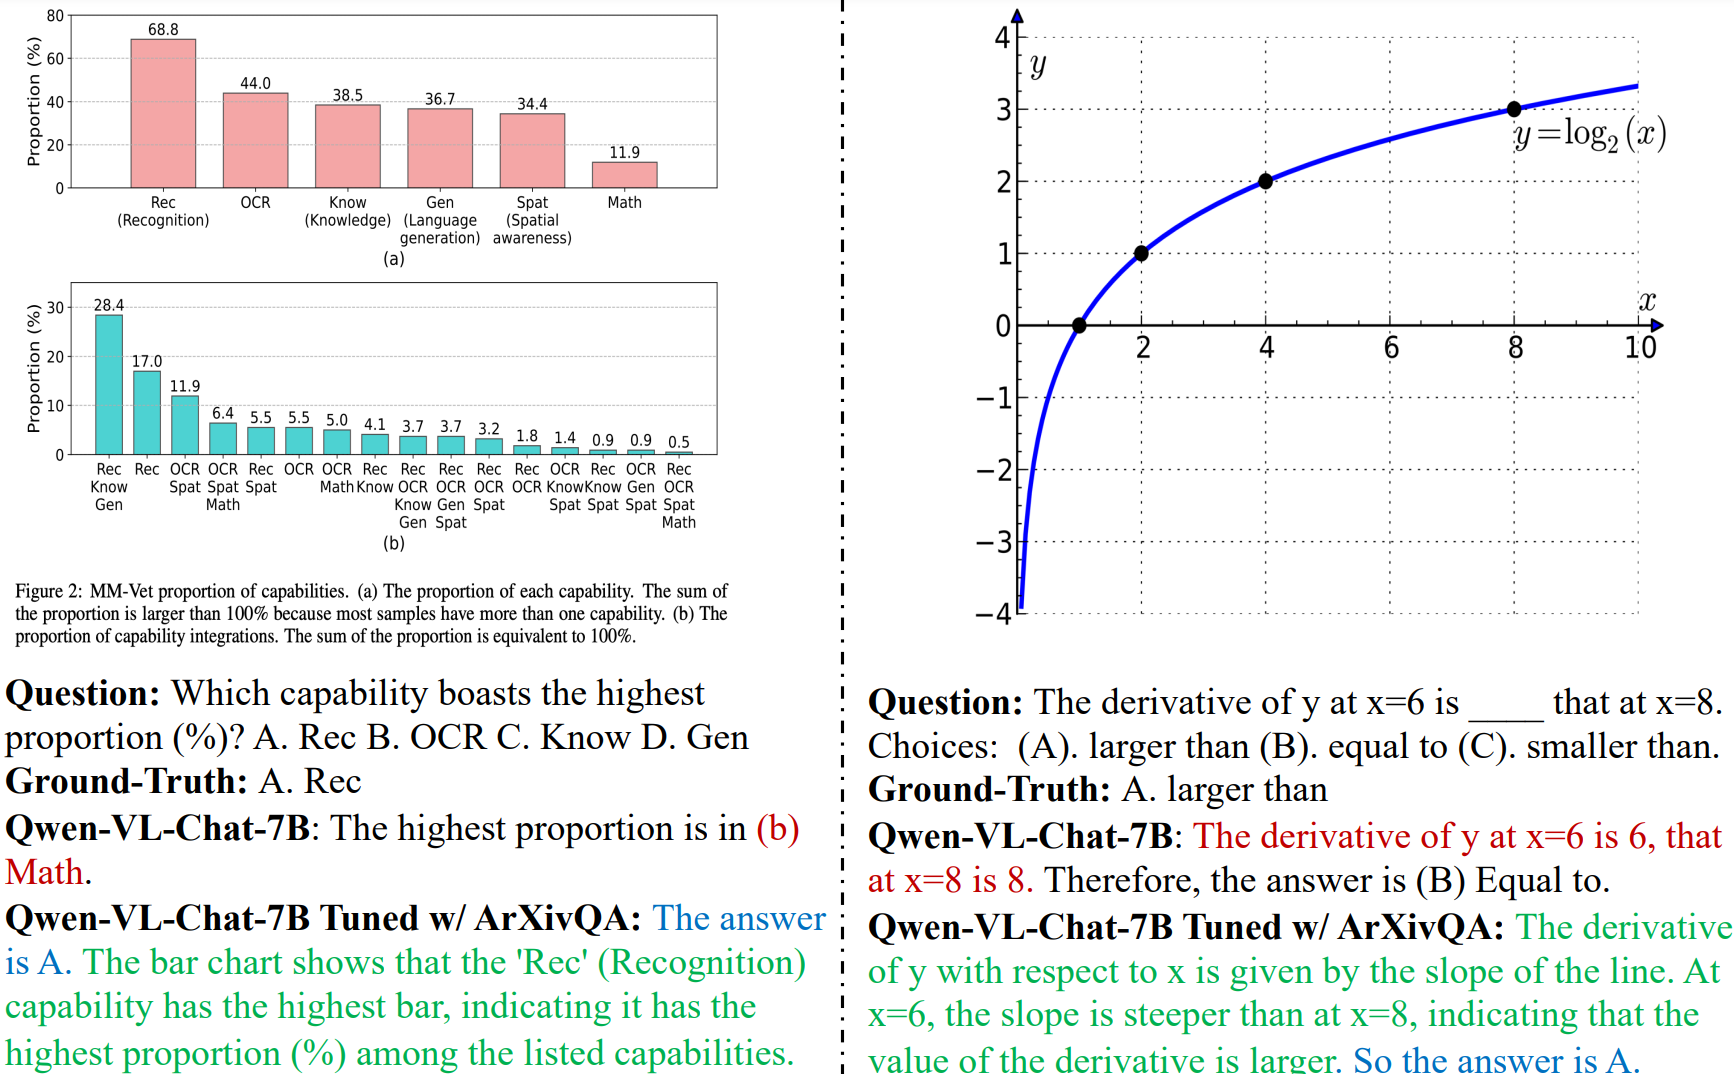 80
60
40
20
0
Proportion (%)
68.8
44.0
38.5
36.7
34.4
11.9
Rec
(Recognition)
OCR
Know
(Knowledge)
Gen
(Language
generation)
Spat
(Spatial
awareness)
Math
(a)
30
20
10
0
Proportion (%)
28.4
17.0
11.9
6.4
5.5
5.5
5.0
4.1
3.7
3.7
3.2
1.8
1.4
0.9
0.9
0.5
Rec
Know
Gen
Rec
OCR
Spat
OCR
Spat
Math
Rec
Spat
OCR
OCR
Math
Rec
Know
Rec
OCR
Know
Gen
Rec
OCR
Gen
Spat
Rec
OCR
Spat
Rec
OCR
OCR
Know
Spat
Rec
Know
Spat
OCR
Gen
Spat
Rec
OCR
Spat
Math
(b)
Figure 2: MM-Vet proportion of capabilities. (a) The proportion of each capability. The sum of
the proportion is larger than 100% because most samples have more than one capability. (b) The
proportion of capability integrations. The sum of the proportion is equivalent to 100%.
Question: Which capability boasts the highest
proportion (%)? A. Rec B. OCR C. Know D. Gen
Ground-Truth: A. Rec
Qwen-VL-Chat-7B: The highest proportion is in (b)
Math.
Qwen-VL-Chat-7B Tuned w/ ArXivQA: The answer
is A. The bar chart shows that the 'Rec' (Recognition)
capability has the highest bar, indicating it has the
highest proportion (%) among the listed capabilities.
4
3
2
1
0
−1
−2
−3
−4
y
x
2
4
6
8
10
y=log₂(x)
Question: The derivative of y at x=6 is ____ that at x=8.
Choices: (A). larger than (B). equal to (C). smaller than.
Ground-Truth: A. larger than
Qwen-VL-Chat-7B: The derivative of y at x=6 is 6, that
at x=8 is 8. Therefore, the answer is (B) Equal to.
Qwen-VL-Chat-7B Tuned w/ ArXivQA: The derivative
of y with respect to x is given by the slope of the line. At
x=6, the slope is steeper than at x=8, indicating that the
value of the derivative is larger. So the answer is A.